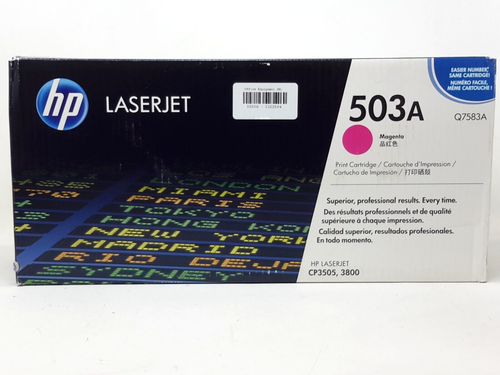 hp
LASERJET
503A
Magenta
品红色
EASIER NUMBER,
SAME CARTRIDGE!
NUMÉRO FACILE,
MÊME CARTOUCHE!
Q7583A
Print Cartridge / Cartouche d'Impression /
Cartucho de Impresión / 打印硒鼓
Superior, professional results. Every time.
Des résultats professionnels et de qualité
supérieure à chaque impression.
Calidad superior, resultados profesionales.
En todo momento.
HP LASERJET
CP3505, 3800
MIAMI
PARIS
FARO
TOKYO
HONG KONG
NEW YORK
MADRID
RIO DE JA
SYDNEY